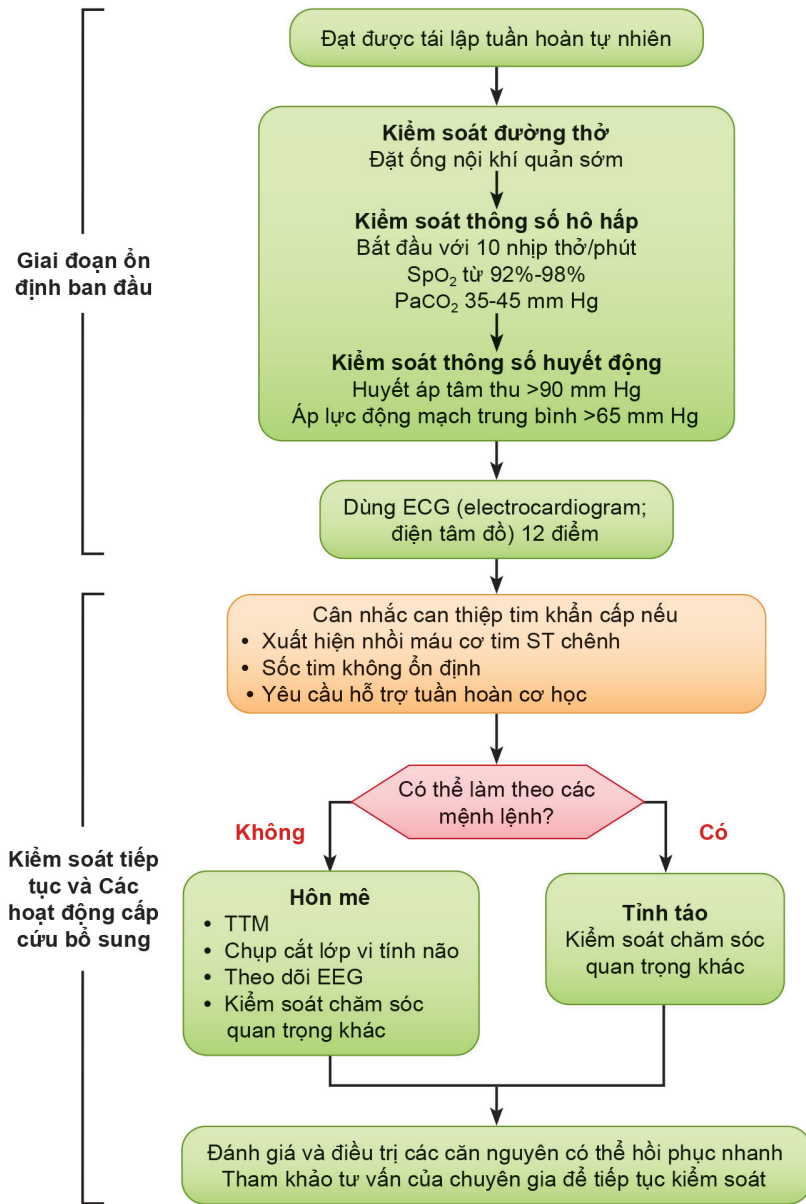 Đạt được tái lập tuần hoàn tự nhiên
Giai đoạn ổn
định ban đầu
Kiểm soát đường thở
Đặt ống nội khí quản sớm
Kiểm soát thông số hô hấp
Bắt đầu với 10 nhịp thở/phút
SpO₂ từ 92%-98%
PaCO₂ 35-45 mm Hg
Kiểm soát thông số huyết động
Huyết áp tâm thu >90 mm Hg
Áp lực động mạch trung bình >65 mm Hg
Dùng ECG (electrocardiogram;
điện tâm đồ) 12 điểm
Kiểm soát tiếp
tục và Các
hoạt động cấp
cứu bổ sung
Cân nhắc can thiệp tim khẩn cấp nếu
• Xuất hiện nhồi máu cơ tim ST chênh
• Sốc tim không ổn định
• Yêu cầu hỗ trợ tuần hoàn cơ học
Có thể làm theo các
mệnh lệnh?
Không
Có
Hôn mê
• TTM
• Chụp cắt lớp vi tính não
• Theo dõi EEG
• Kiểm soát chăm sóc
quan trọng khác
Tỉnh táo
Kiểm soát chăm sóc
quan trọng khác
Đánh giá và điều trị các căn nguyên có thể hồi phục nhanh
Tham khảo tư vấn của chuyên gia để tiếp tục kiểm soát